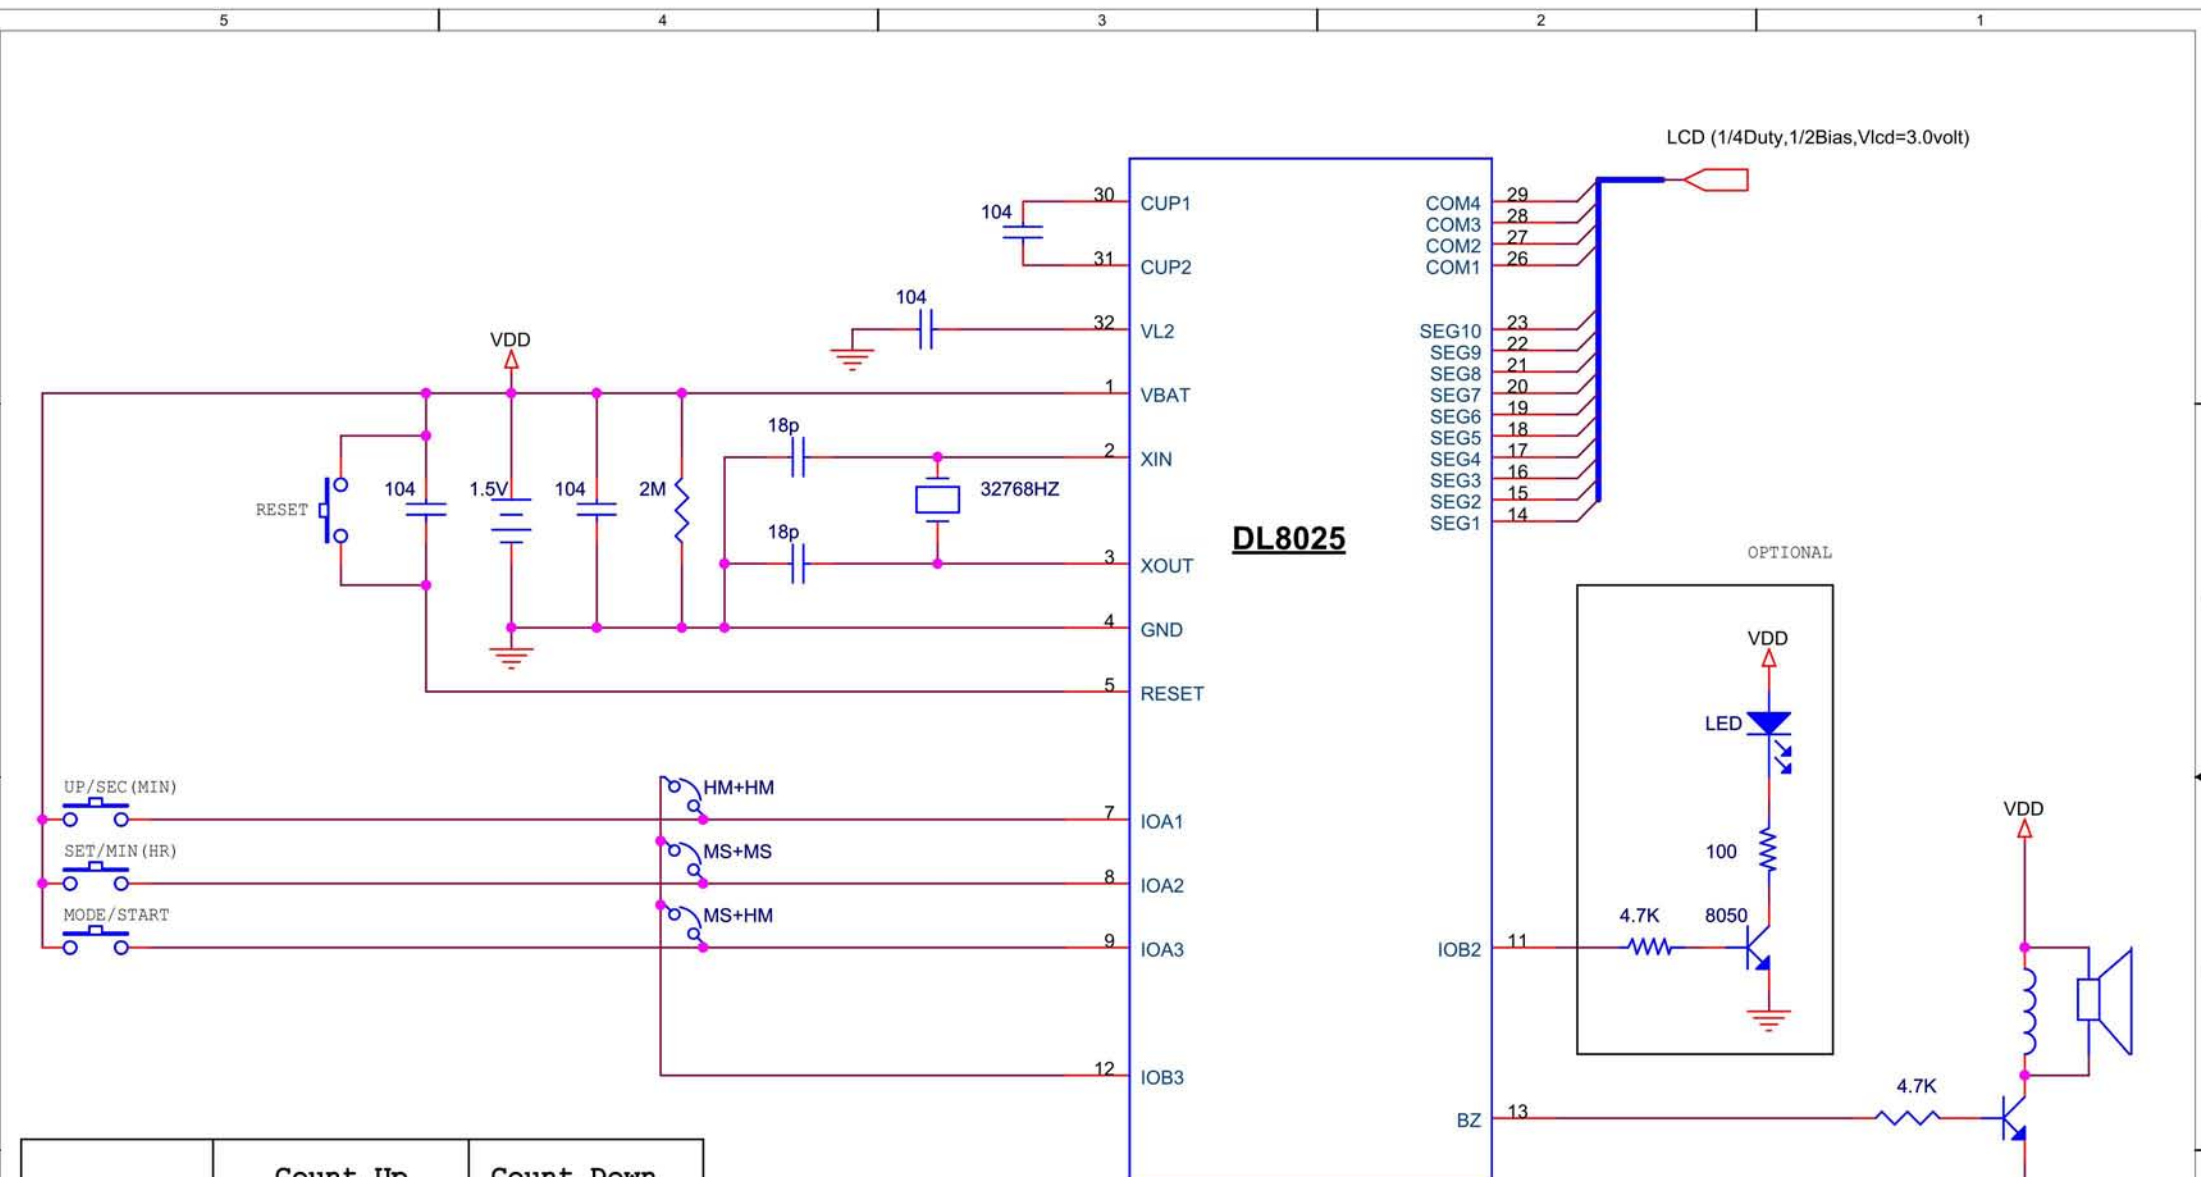 5 4 3 2 1
LCD (1/4Duty,1/2Bias,Vlcd=3.0volt)
104
30 CUP1
31 CUP2
104
32 VL2
VDD
1 VBAT
18p
2 XIN
RESET
104
1.5V
104
2M
32768HZ
18p
3 XOUT
4 GND
5 RESET
DL8025
COM4 29
COM3 28
COM2 27
COM1 26
SEG10 23
SEG9 22
SEG8 21
SEG7 20
SEG6 19
SEG5 18
SEG4 17
SEG3 16
SEG2 15
SEG1 14
OPTIONAL
VDD
LED
100
4.7K
8050
IOB2 11
UP/SEC(MIN)
HM+HM
7 IOA1
SET/MIN(HR)
MS+MS
8 IOA2
MODE/START
MS+HM
9 IOA3
12 IOB3
VDD
4.7K
BZ 13
Count Up
Count Down